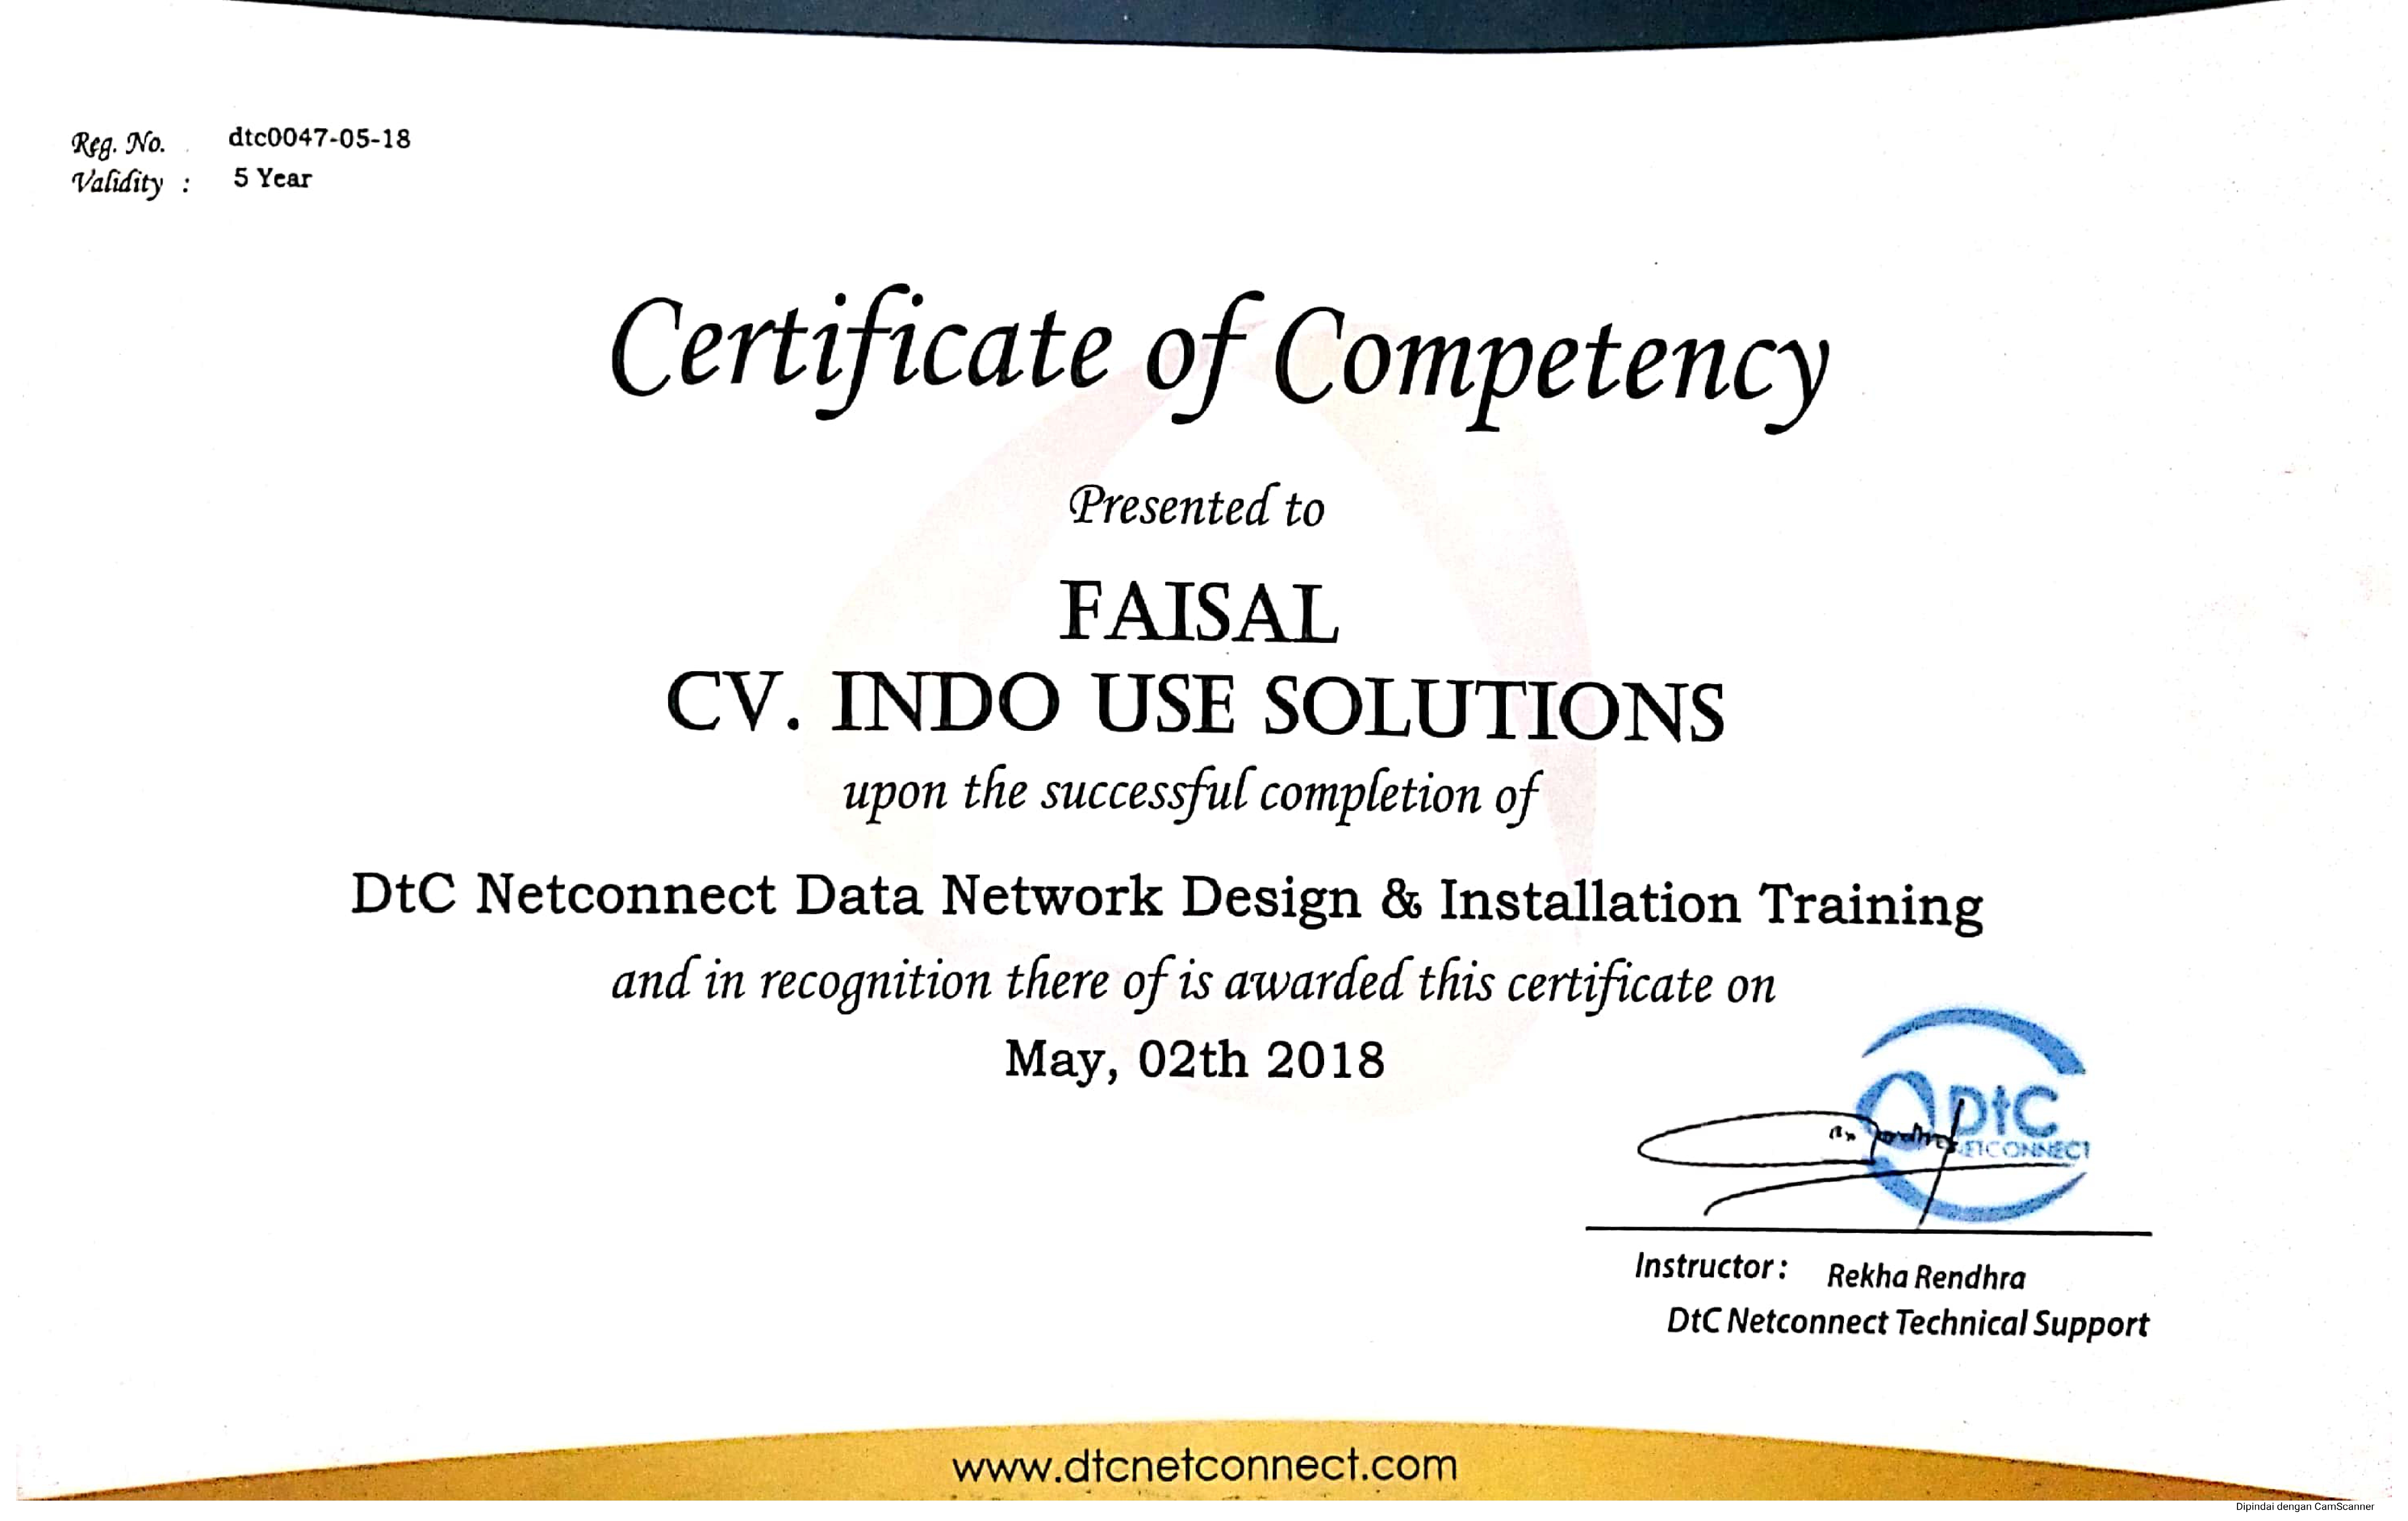 Reg. No. dtc0047-05-18
Validity : 5 Year
Certificate of Competency
Presented to
FAISAL
CV. INDO USE SOLUTIONS
upon the successful completion of
DtC Netconnect Data Network Design & Installation Training
and in recognition there of is awarded this certificate on
May, 02th 2018
DtC
NETCONNECT
Instructor : Rekha Rendhra
DtC Netconnect Technical Support
www.dtcnetconnect.com
Dipindai dengan CamScanner